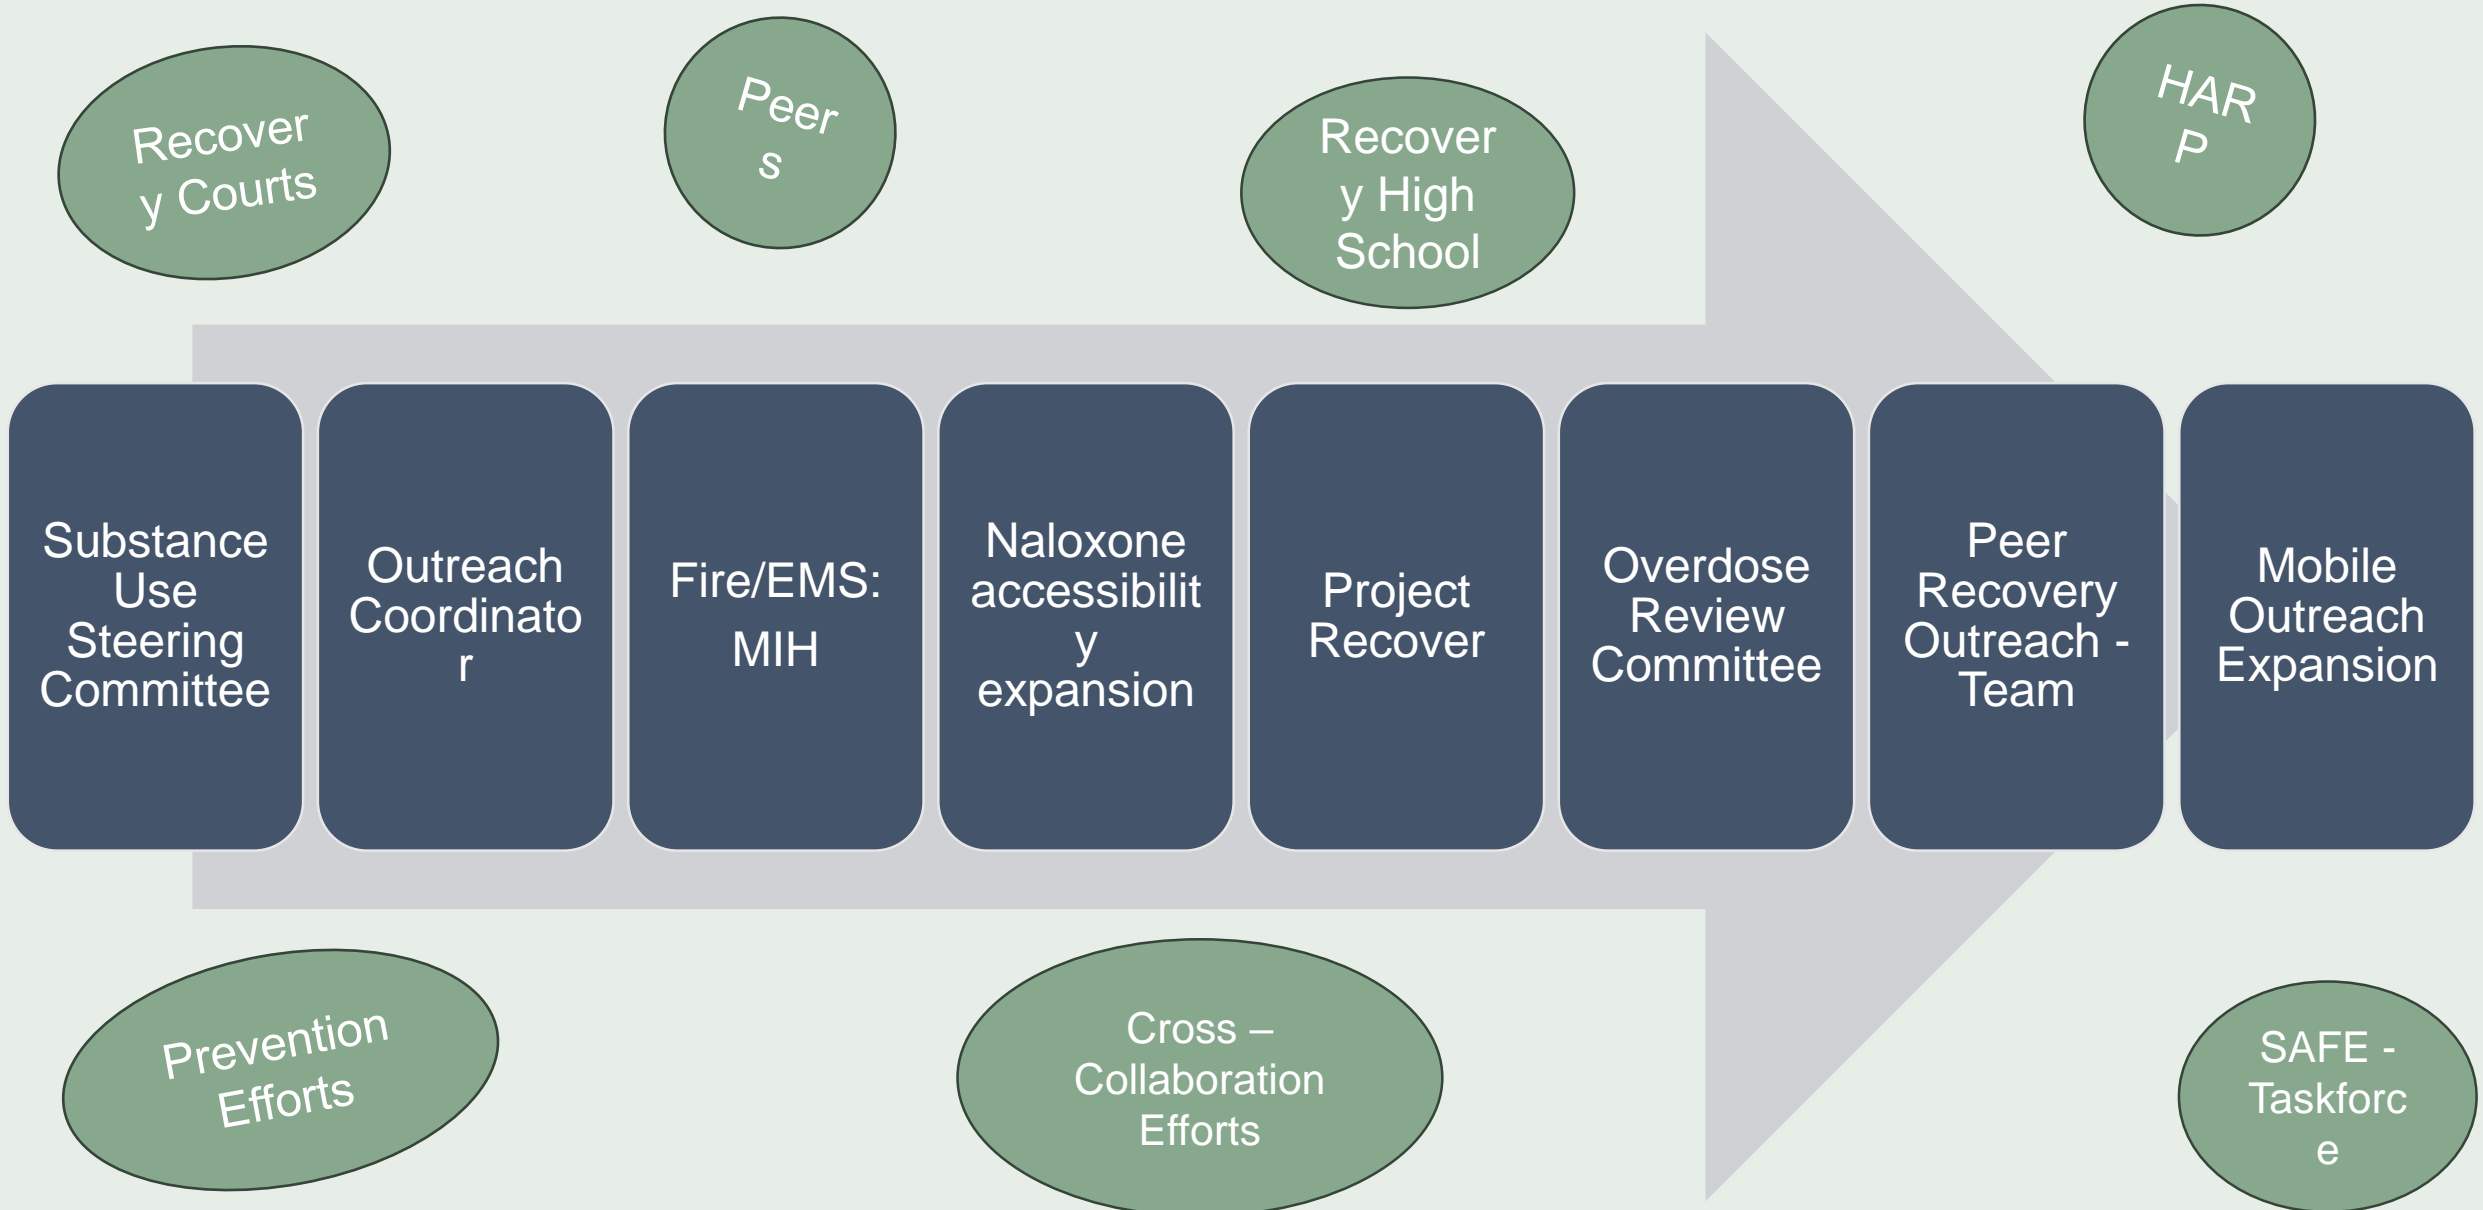 Recover
y Courts
Peer
s
Recover
y High
School
HAR
P
Substance
Use
Steering
Committee
Outreach
Coordinato
r
Fire/EMS:
MIH
Naloxone
accessibilit
y
expansion
Project
Recover
Overdose
Review
Committee
Peer
Recovery
Outreach -
Team
Mobile
Outreach
Expansion
Prevention
Efforts
Cross –
Collaboration
Efforts
SAFE -
Taskforc
e